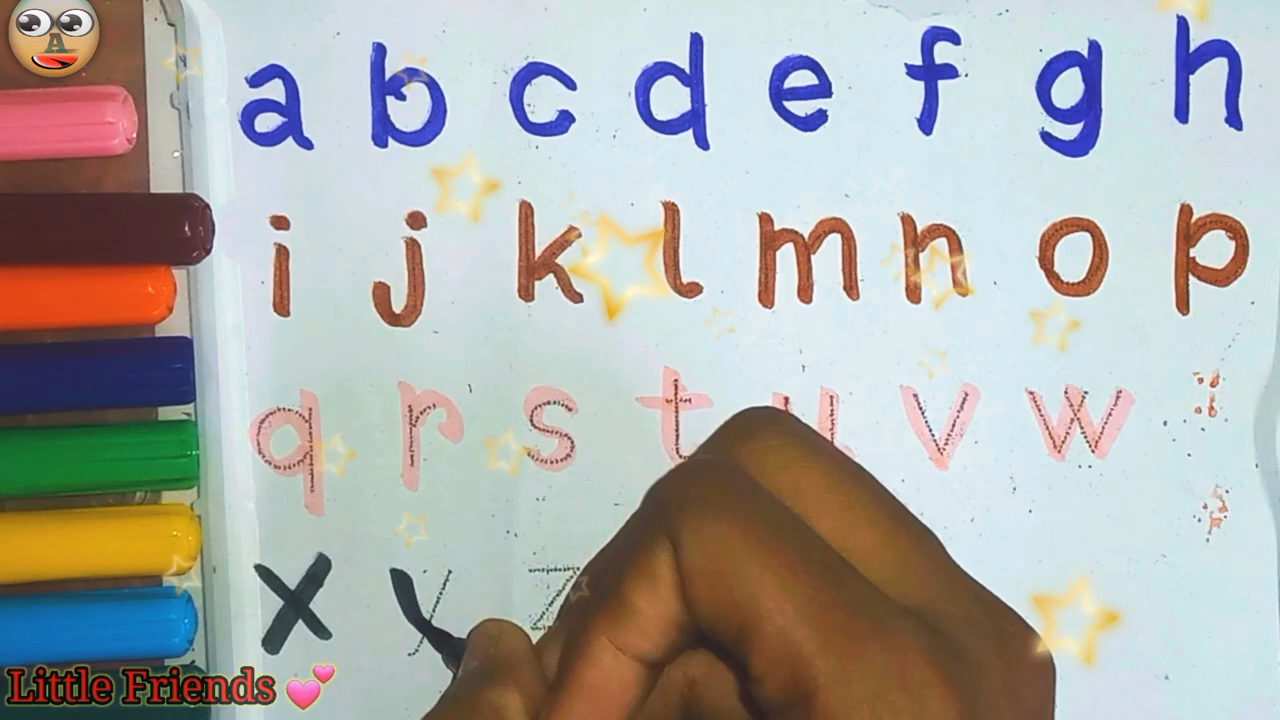 A
a b c d e f g h
i j k l m n o p
q r s t u v w
x y z
Little Friends